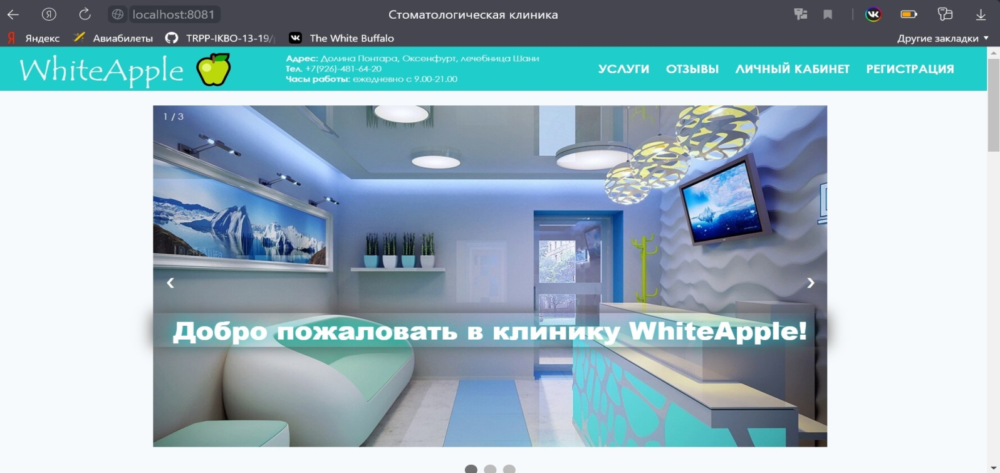 Я
localhost:8081
Стоматологическая клиника
Я Яндекс
Авиабилеты
TRPP-IKBO-13-19/
The White Buffalo
Другие закладки
WhiteApple
Адрес: Долина Понтара, Оксенфурт, лечебница Шани
Тел. +7(926)-481-64-20
Часы работы: ежедневно с 9.00-21.00
УСЛУГИ
ОТЗЫВЫ
ЛИЧНЫЙ КАБИНЕТ
РЕГИСТРАЦИЯ
1 / 3
Добро пожаловать в клинику WhiteApple!